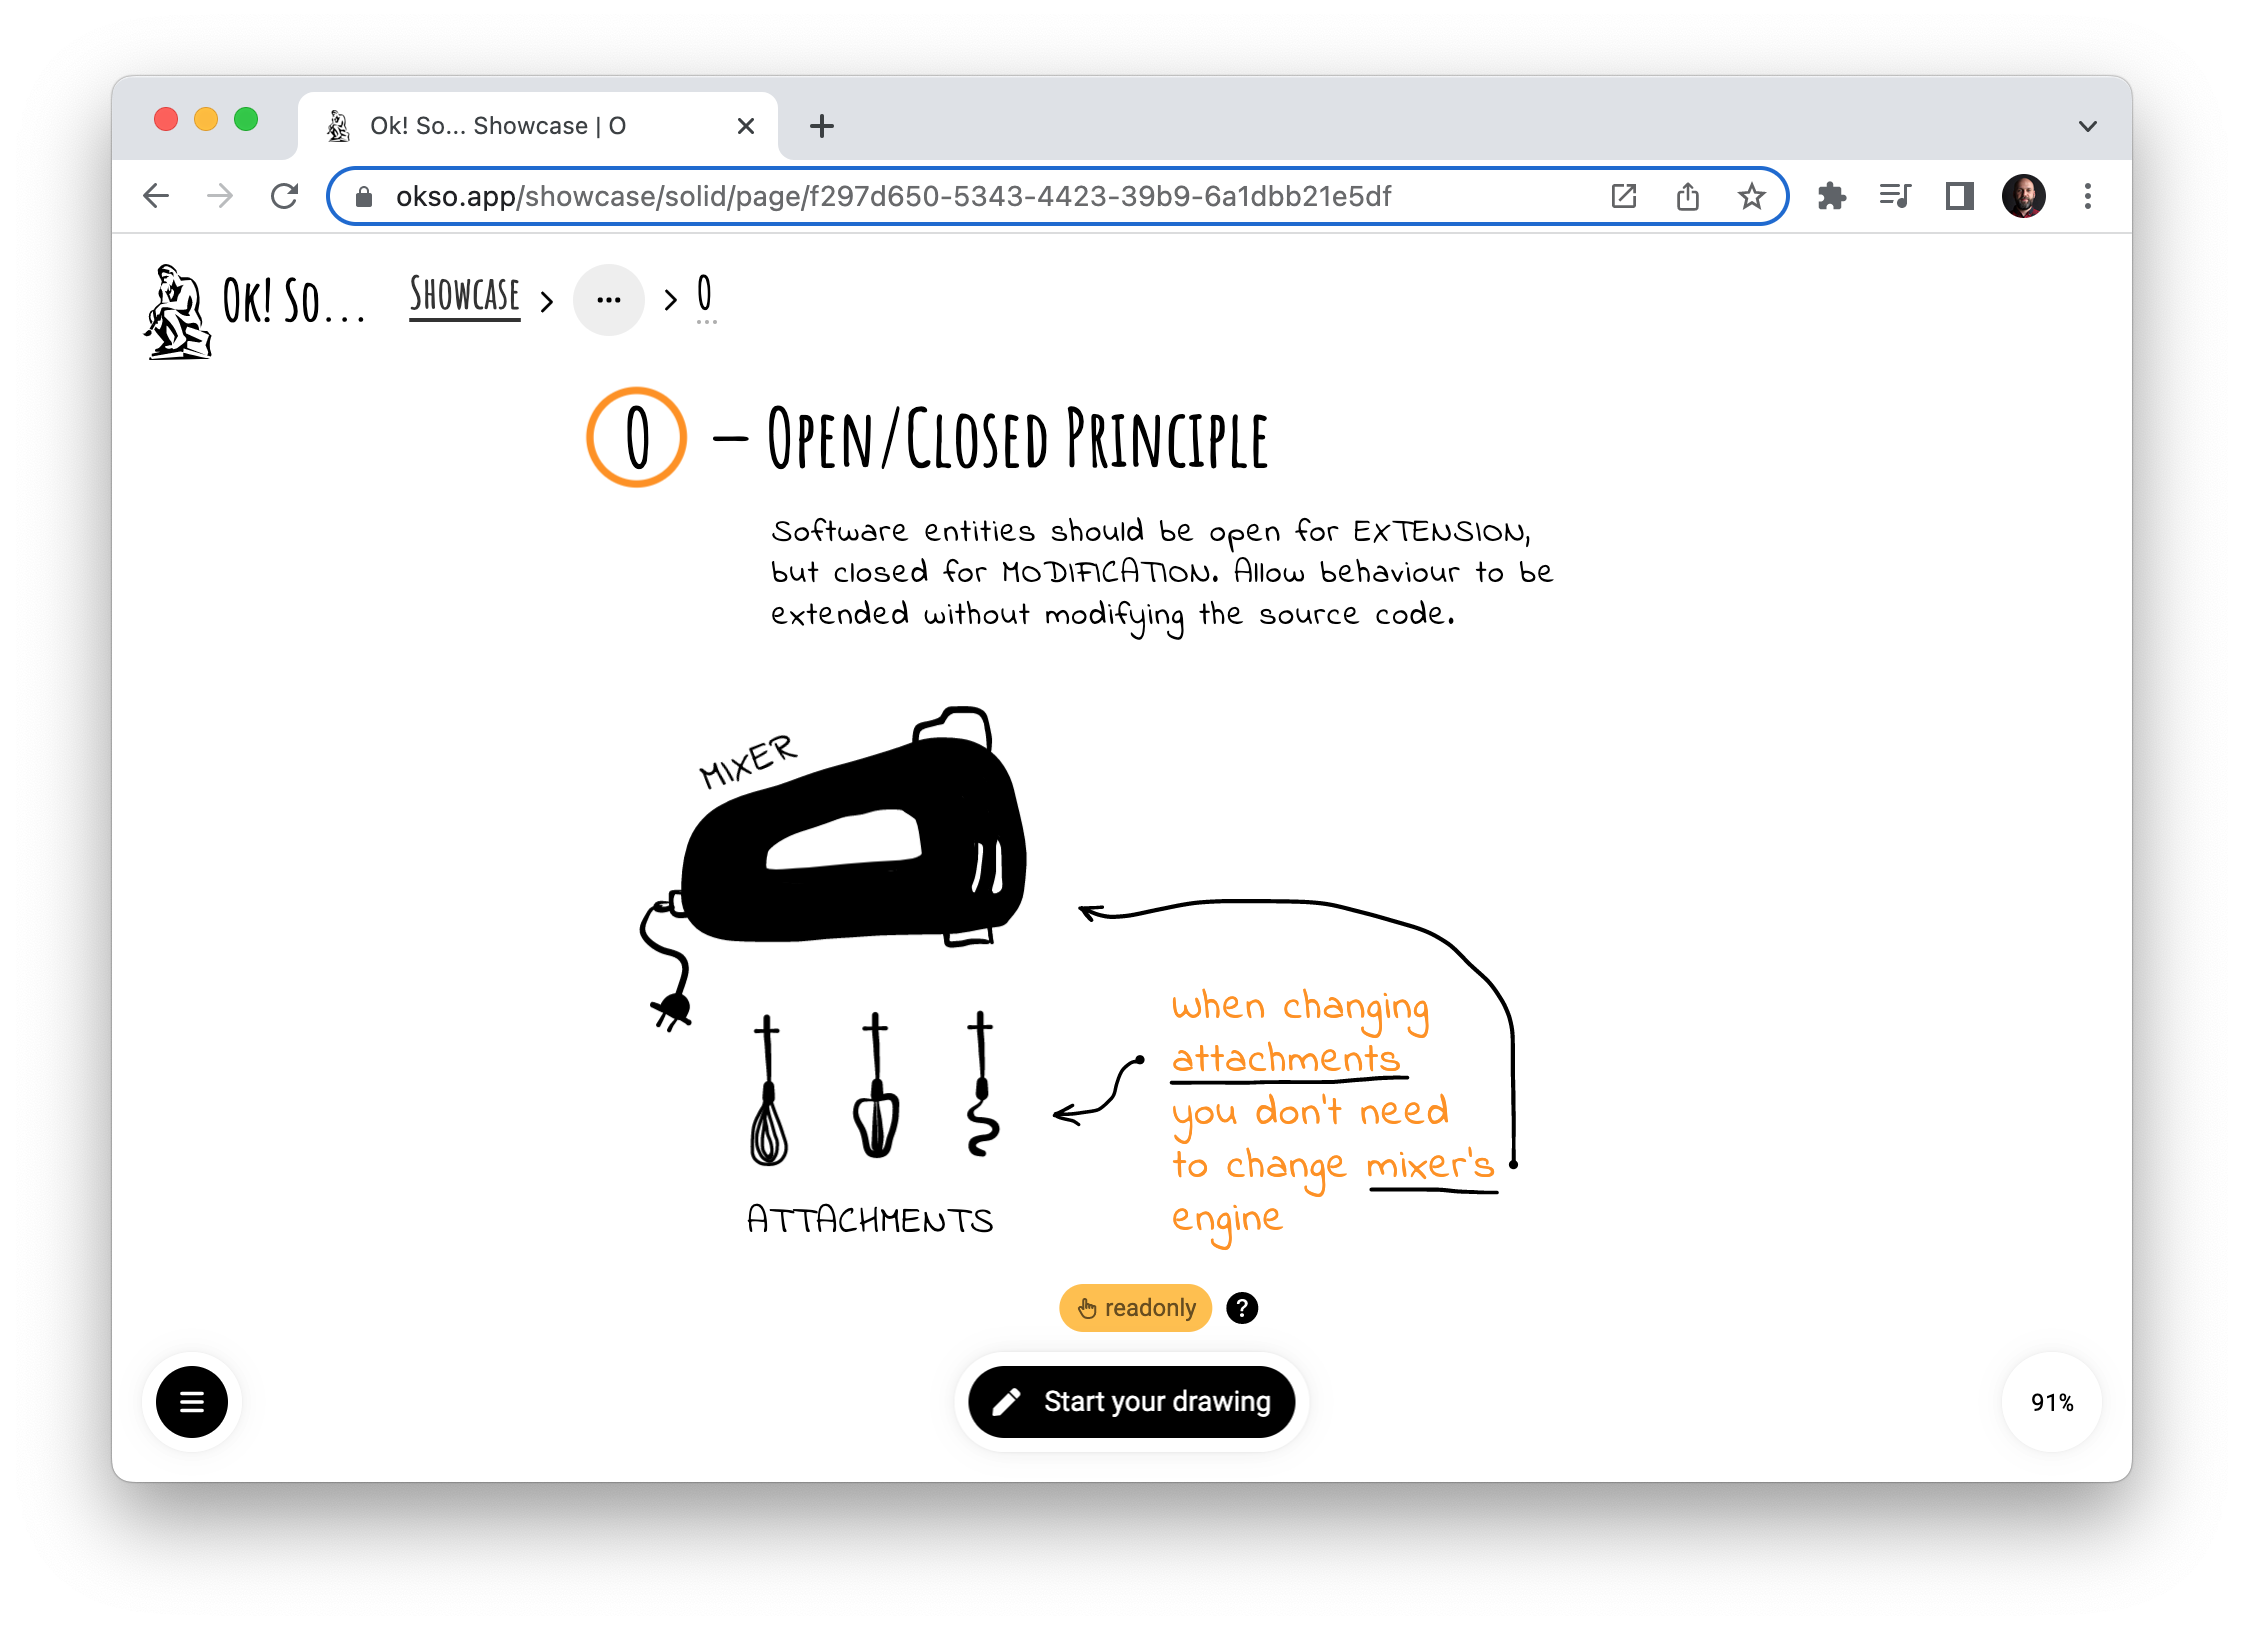 Ok! So... Showcase | O
okso.app/showcase/solid/page/f297d650-5343-4423-39b9-6a1dbb21e5df
Ok! So... Showcase > ... > O
O – Open/Closed Principle
Software entities should be open for EXTENSION,
but closed for MODIFICATION. Allow behaviour to be
extended without modifying the source code.
MIXER
when changing
attachments
you don't need
to change mixer's
engine
ATTACHMENTS
readonly ?
Start your drawing
91%